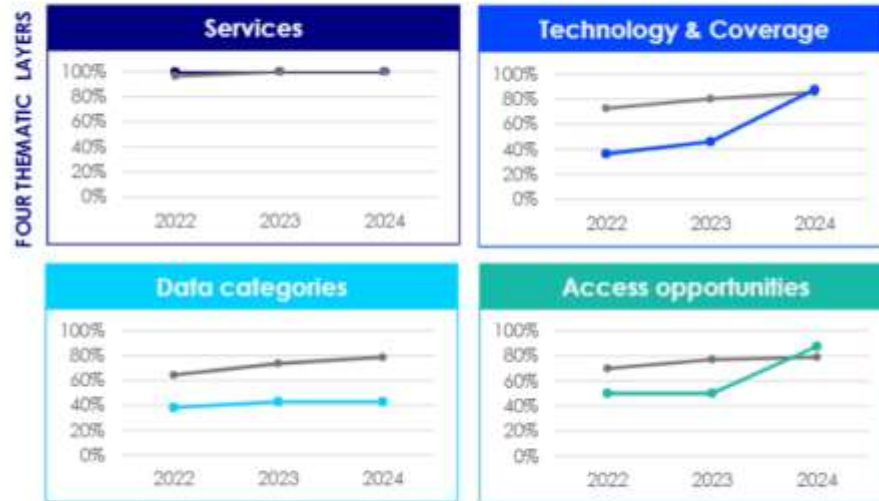 FOUR THEMATIC LAYERS
Services
100%
80%
60%
40%
20%
0%
2022 2023 2024
Technology & Coverage
100%
80%
60%
40%
20%
0%
2022 2023 2024
Data categories
100%
80%
60%
40%
20%
0%
2022 2023 2024
Access opportunities
100%
80%
60%
40%
20%
0%
2022 2023 2024